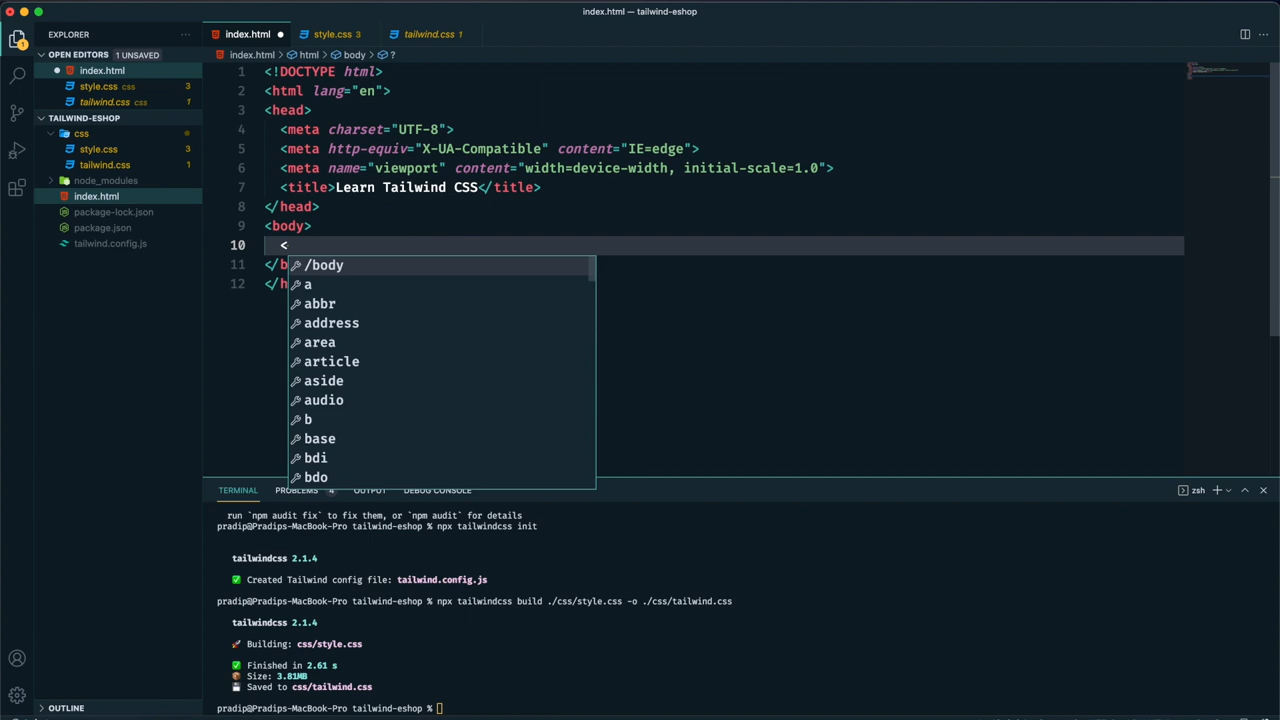 index.html — tailwind-eshop
EXPLORER
OPEN EDITORS 1 UNSAVED
index.html
style.css css 3
tailwind.css css 1
TAILWIND-ESHOP
css
style.css 3
tailwind.css 1
node_modules
index.html
package-lock.json
package.json
tailwind.config.js
OUTLINE
1
index.html
style.css 3
tailwind.css 1
index.html › html › body › ?
1 <!DOCTYPE html>
2 <html lang="en">
3 <head>
4 <meta charset="UTF-8">
5 <meta http-equiv="X-UA-Compatible" content="IE=edge">
6 <meta name="viewport" content="width=device-width, initial-scale=1.0">
7 <title>Learn Tailwind CSS</title>
8 </head>
9 <body>
10 <
11 </b
12 </h
/body
a
abbr
address
area
article
aside
audio
b
base
bdi
bdo
TERMINAL PROBLEMS 4 OUTPUT DEBUG CONSOLE
zsh
run `npm audit fix` to fix them, or `npm audit` for details
pradip@Pradips-MacBook-Pro tailwind-eshop % npx tailwindcss init
tailwindcss 2.1.4
Created Tailwind config file: tailwind.config.js
pradip@Pradips-MacBook-Pro tailwind-eshop % npx tailwindcss build ./css/style.css -o ./css/tailwind.css
tailwindcss 2.1.4
Building: css/style.css
Finished in 2.61 s
Size: 3.81MB
Saved to css/tailwind.css
pradip@Pradips-MacBook-Pro tailwind-eshop %